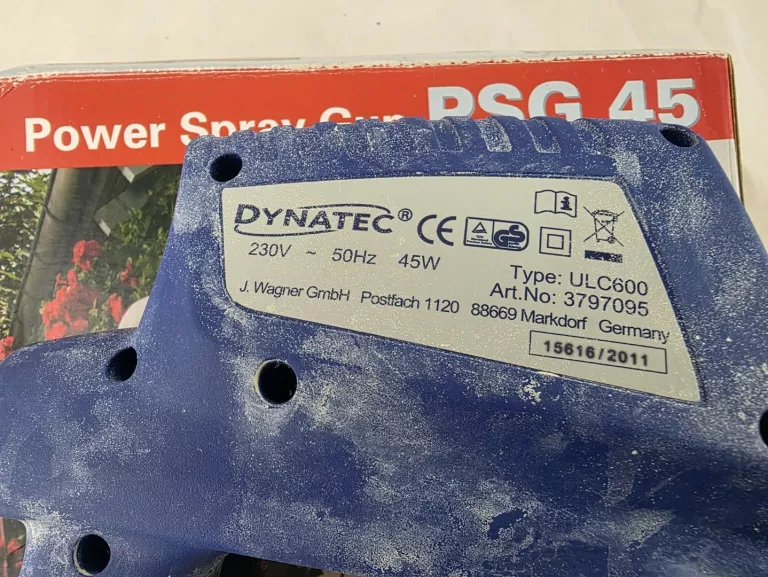 Power Spray Gun PSG 45
DYNATEC®
CE
230V ~ 50Hz 45W
Type: ULC600
Art.No: 3797095
J. Wagner GmbH Postfach 1120 88669 Markdorf Germany
15616/2011